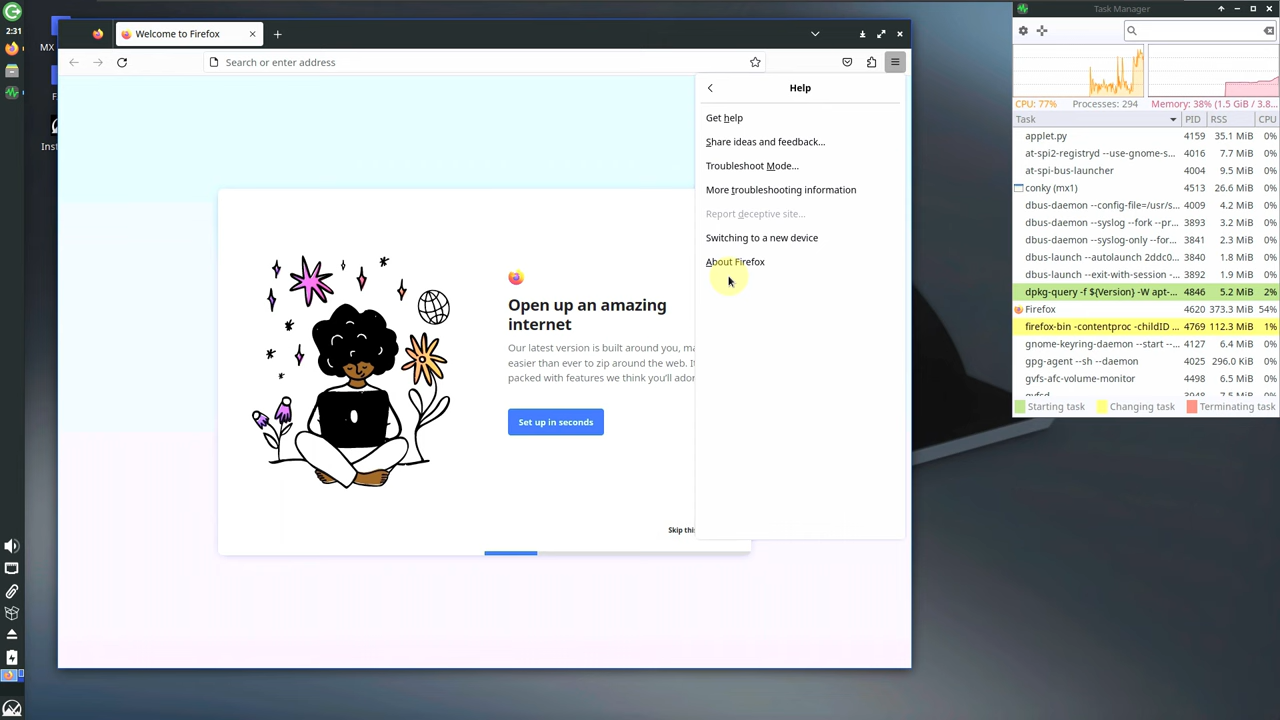 2:31
MX
F
Inst
Welcome to Firefox
Search or enter address
Help
Get help
Share ideas and feedback...
Troubleshoot Mode...
More troubleshooting information
Report deceptive site...
Switching to a new device
About Firefox
Open up an amazing
internet
Our latest version is built around you, ma
easier than ever to zip around the web. It
packed with features we think you'll ador
Set up in seconds
Skip this
Task Manager
CPU: 77% Processes: 294 Memory: 38% (1.5 GiB / 3.8...
Task PID RSS CPU
applet.py 4159 35.1 MiB 0%
at-spi2-registryd --use-gnome-s... 4016 7.7 MiB 0%
at-spi-bus-launcher 4004 9.5 MiB 0%
conky (mx1) 4513 26.6 MiB 0%
dbus-daemon --config-file=/usr/s... 4009 4.2 MiB 0%
dbus-daemon --syslog --fork --pr... 3893 3.2 MiB 0%
dbus-daemon --syslog-only --for... 3841 2.3 MiB 0%
dbus-launch --autolaunch 2ddc0... 3840 1.8 MiB 0%
dbus-launch --exit-with-session -... 3892 1.9 MiB 0%
dpkg-query -f ${Version} -W apt-... 4846 5.2 MiB 2%
Firefox 4620 373.3 MiB 54%
firefox-bin -contentproc -childID ... 4769 112.3 MiB 1%
gnome-keyring-daemon --start --... 4127 6.4 MiB 0%
gpg-agent --sh --daemon 4025 296.0 KiB 0%
gvfs-afc-volume-monitor 4498 6.5 MiB 0%
gvfsd 3948 7.5 MiB 0%
Starting task Changing task Terminating task